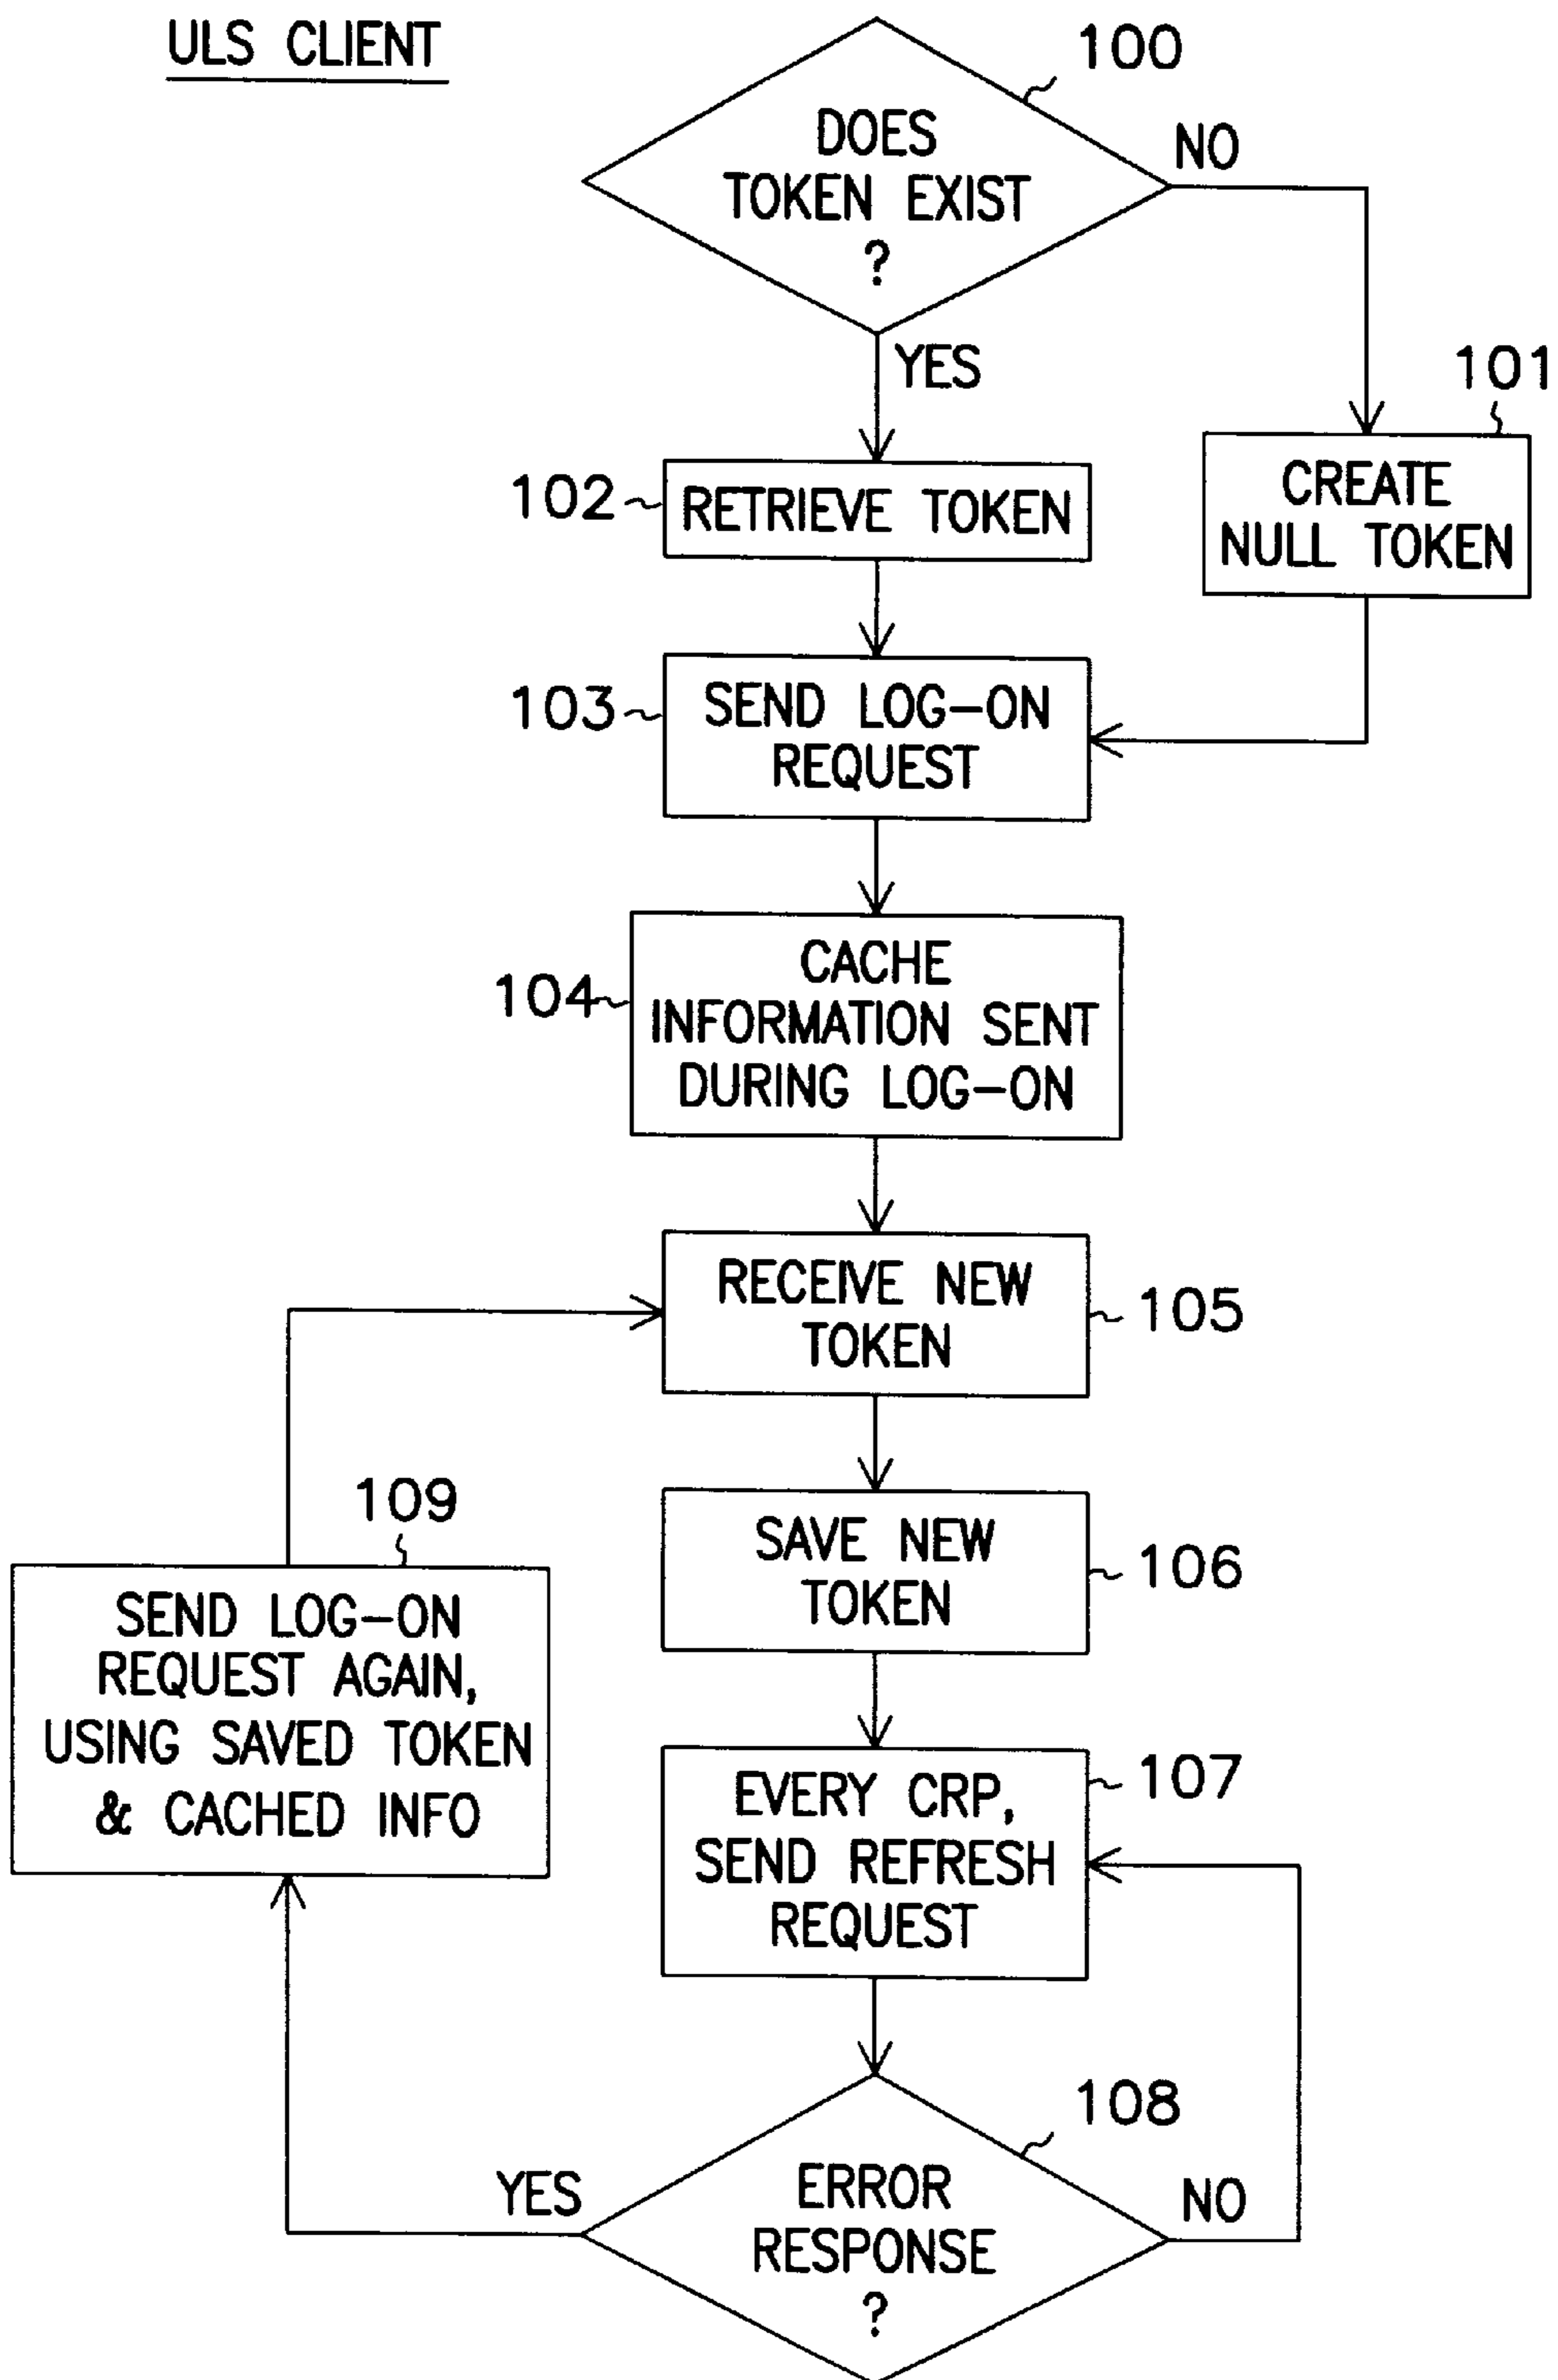 ULS CLIENT
100
DOES
TOKEN EXIST
?
NO
YES
101
CREATE
NULL TOKEN
102
RETRIEVE TOKEN
103
SEND LOG-ON
REQUEST
104
CACHE
INFORMATION SENT
DURING LOG-ON
RECEIVE NEW
TOKEN
105
109
SEND LOG-ON
REQUEST AGAIN,
USING SAVED TOKEN
& CACHED INFO
SAVE NEW
TOKEN
106
EVERY CRP,
SEND REFRESH
REQUEST
107
108
ERROR
RESPONSE
?
YES
NO